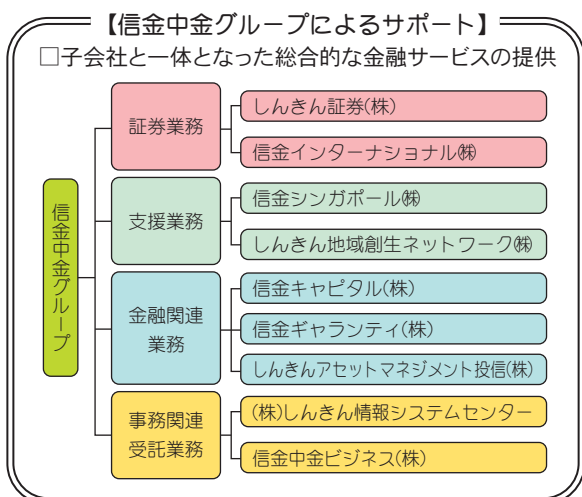 【信金中金グループによるサポート】
□子会社と一体となった総合的な金融サービスの提供
信金中金グループ
証券業務
しんきん証券(株)
信金インターナショナル㈱
支援業務
信金シンガポール㈱
しんきん地域創生ネットワーク㈱
金融関連
業務
信金キャピタル(株)
信金ギャランティ(株)
しんきんアセットマネジメント投信(株)
事務関連
受託業務
(株)しんきん情報システムセンター
信金中金ビジネス(株)